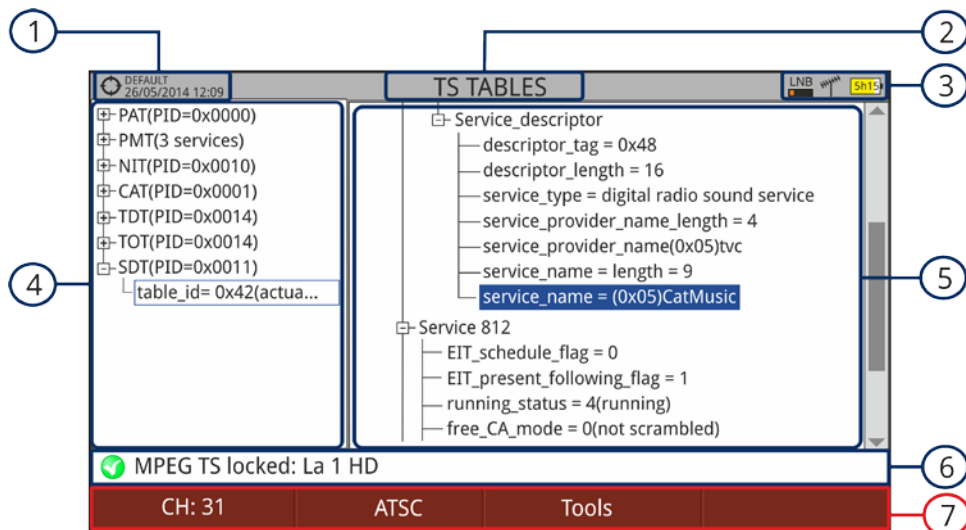 1
2
3
DEFAULT
26/05/2014 12:09
TS TABLES
LNB
5h15
PAT(PID=0x0000)
PMT(3 services)
NIT(PID=0x0010)
CAT(PID=0x0001)
TDT(PID=0x0014)
TOT(PID=0x0014)
SDT(PID=0x0011)
table_id= 0x42(actua...
4
Service_descriptor
descriptor_tag = 0x48
descriptor_length = 16
service_type = digital radio sound service
service_provider_name_length = 4
service_provider_name(0x05)tvc
service_name = length = 9
service_name = (0x05)CatMusic
Service 812
EIT_schedule_flag = 0
EIT_present_following_flag = 1
running_status = 4(running)
free_CA_mode = 0(not scrambled)
5
MPEG TS locked: La 1 HD
6
CH: 31 ATSC Tools
7